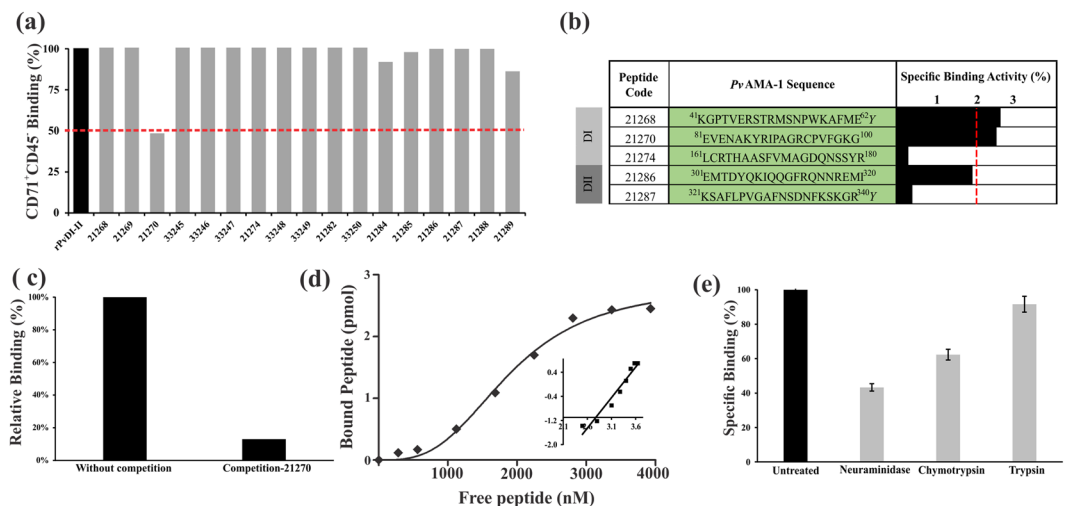 (a)
CD71+CD45- Binding (%)
100
75
50
25
0
rPvDI-II
21268
21269
21270
33245
33246
33247
21274
33248
33249
21282
33250
21284
21285
21286
21287
21288
21289
(b)
Peptide Code
Pv AMA-1 Sequence
Specific Binding Activity (%)
1 2 3
DI
21268 41KGPTVERSTRMSNPWKAFME62Y
21270 81EVENAKYRIPAGRCPVFGKG100
21274 161LCRTHAASFVMAGDQNSSYR180
DII
21286 301EMTDYQKIQQGFRQNNREMI320
21287 321KSAFLPVGAFNSDNFKSKGR340Y
(c)
Relative Binding (%)
100%
80%
60%
40%
20%
0%
Without competition
Competition-21270
(d)
Bound Peptide (pmol)
3
2
1
0
1000
2000
3000
4000
Free peptide (nM)
0.4
-0.4
-1.2
-2.0
2.1
2.6
3.1
3.6
(e)
Specific Binding (%)
100
80
60
40
20
0
Untreated
Neuraminidase
Chymotrypsin
Trypsin